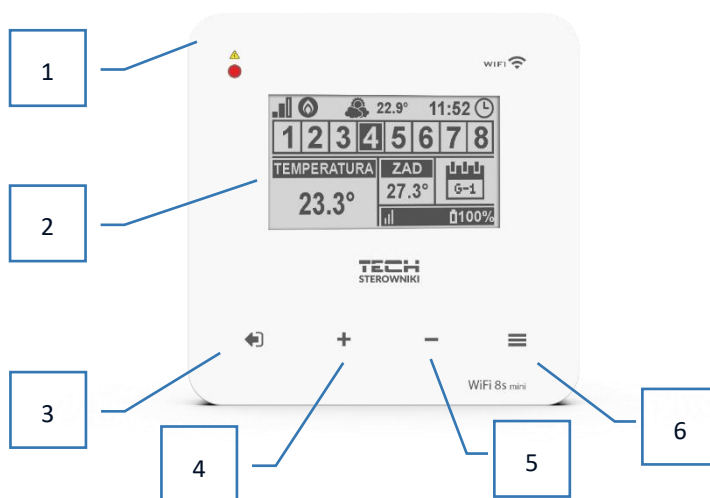 1
WIFI
22.9° 11:52
1 2 3 4 5 6 7 8
TEMPERATURA ZAD
23.3° 27.3° G-1
100%
2
TECH
STEROWNIKI
WiFi 8s mini
3
4
5
6